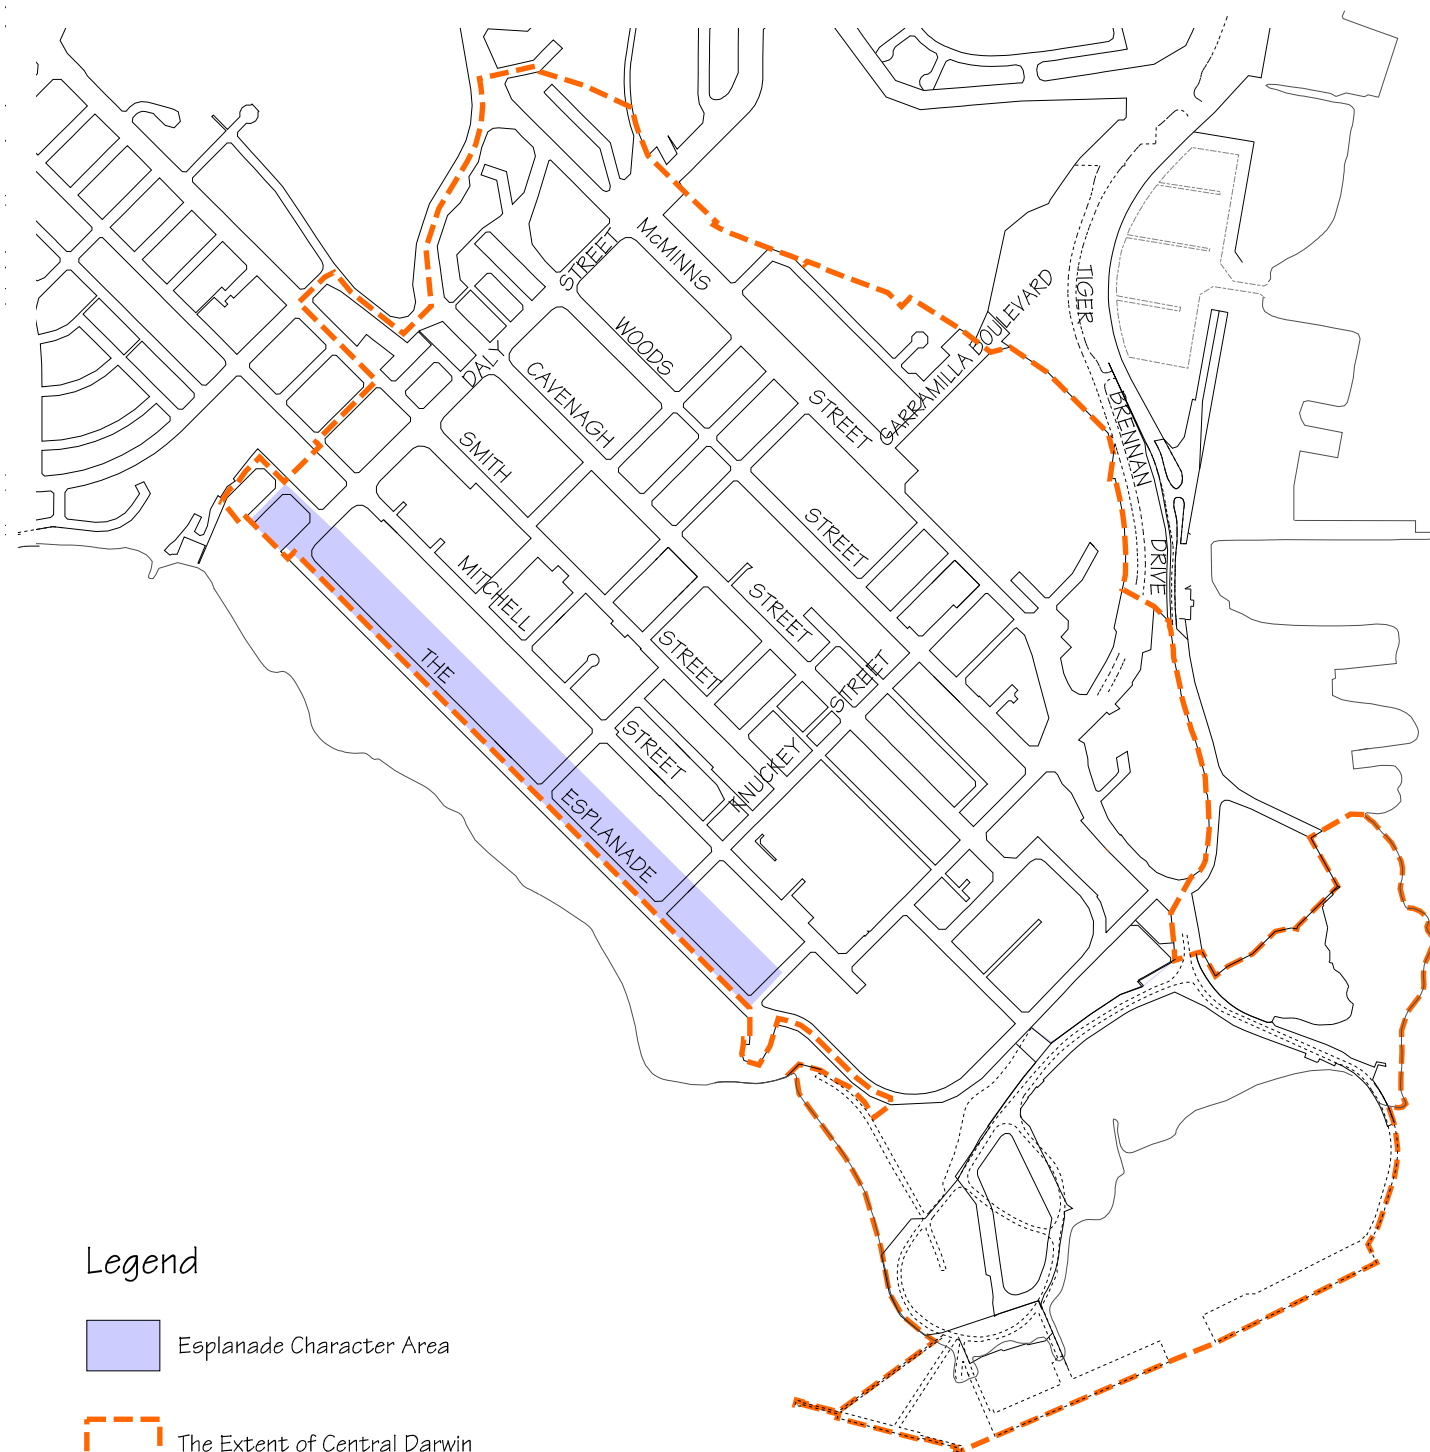 McMINNS
STREET
WOODS
DALY
CAVENAGH
SMITH
STREET
GARRAMILLA BOULEVARD
TIGER
BRENNAN
DRIVE
STREET
MITCHELL
STREET
STREET
STREET
THE
STREET
KNUCKEY
ESPLANADE
Legend
Esplanade Character Area
The Extent of Central Darwin